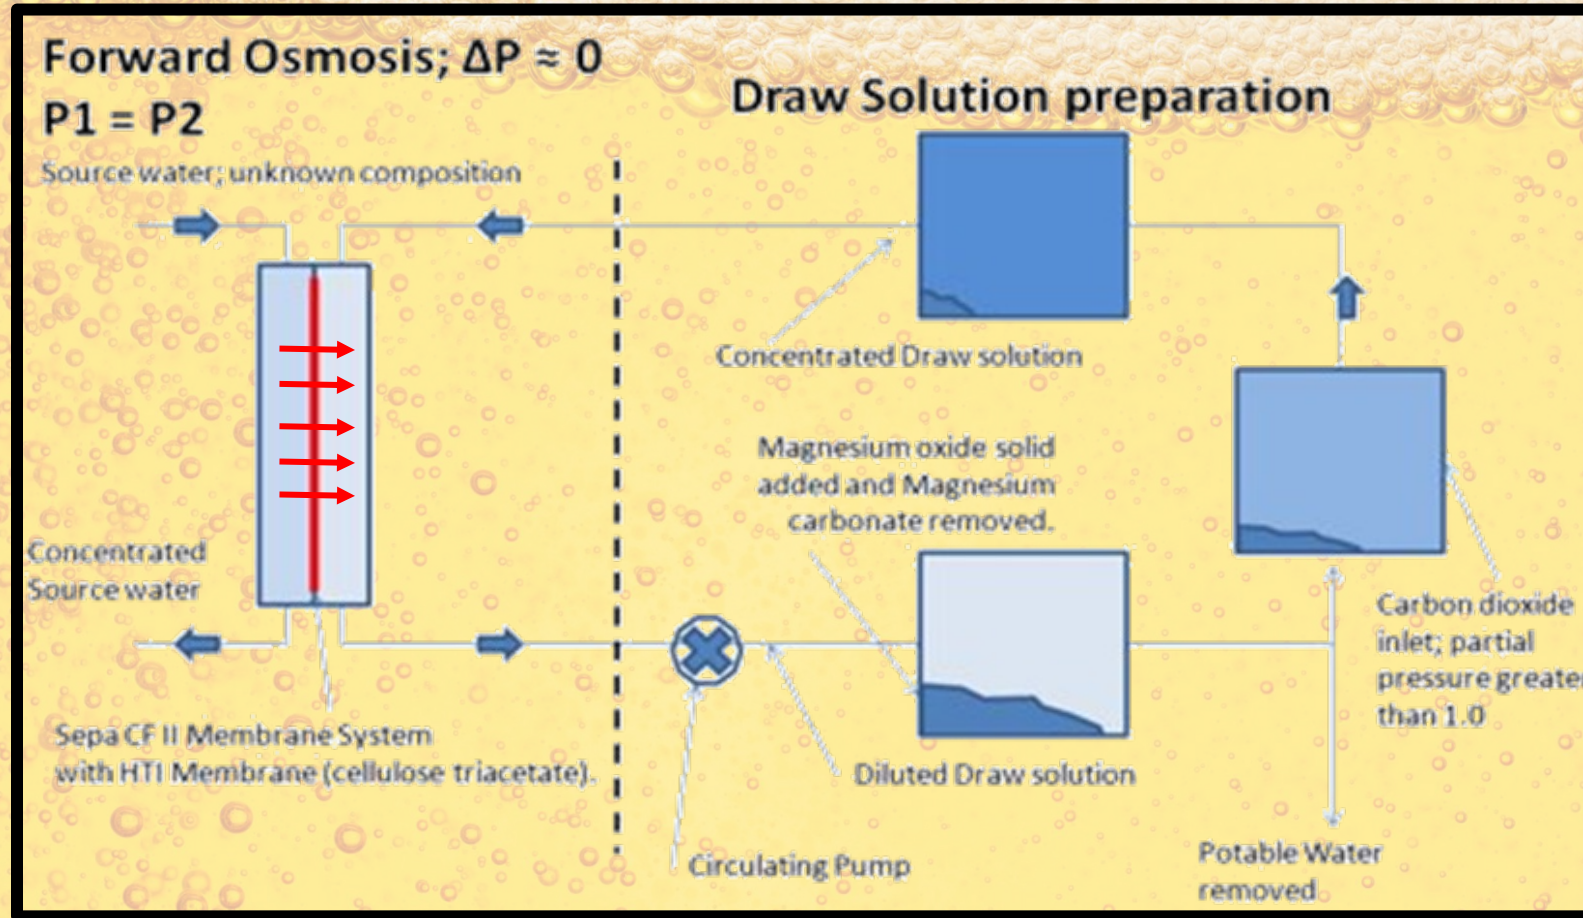 Forward Osmosis; ΔP ≈ 0
P1 = P2
Draw Solution preparation
Source water; unknown composition
Concentrated Draw solution
Magnesium oxide solid
added and Magnesium
carbonate removed.
Concentrated
Source water
Carbon dioxide
inlet; partial
pressure greater
than 1.0
Sepa CF II Membrane System
with HTI Membrane (cellulose triacetate).
Diluted Draw solution
Circulating Pump
Potable Water
removed